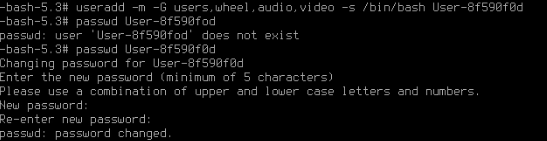 -bash-5.3# useradd -m -G users,wheel,audio,video -s /bin/bash User-8f590f0d
-bash-5.3# passwd User-8f590fod
passwd: user 'User-8f590fod' does not exist
-bash-5.3# passwd User-8f590f0d
Changing password for User-8f590f0d
Enter the new password (minimum of 5 characters)
Please use a combination of upper and lower case letters and numbers.
New password:
Re-enter new password:
passwd: password changed.